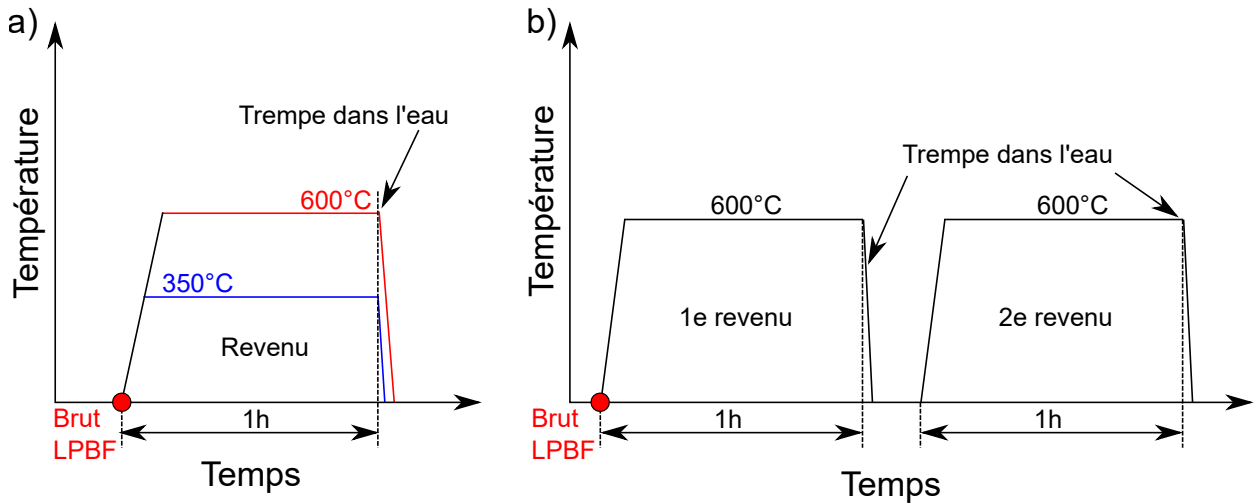 a)
Température
Trempe dans l'eau
600°C
350°C
Revenu
Brut
LPBF
1h
Temps
b)
Température
Trempe dans l'eau
600°C
600°C
1e revenu
2e revenu
Brut
LPBF
1h
1h
Temps